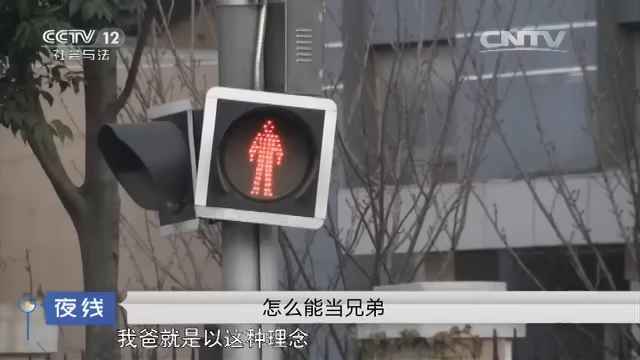 CCTV 12
社会与法
CNTV
夜线
怎么能当兄弟
我爸就是以这种理念